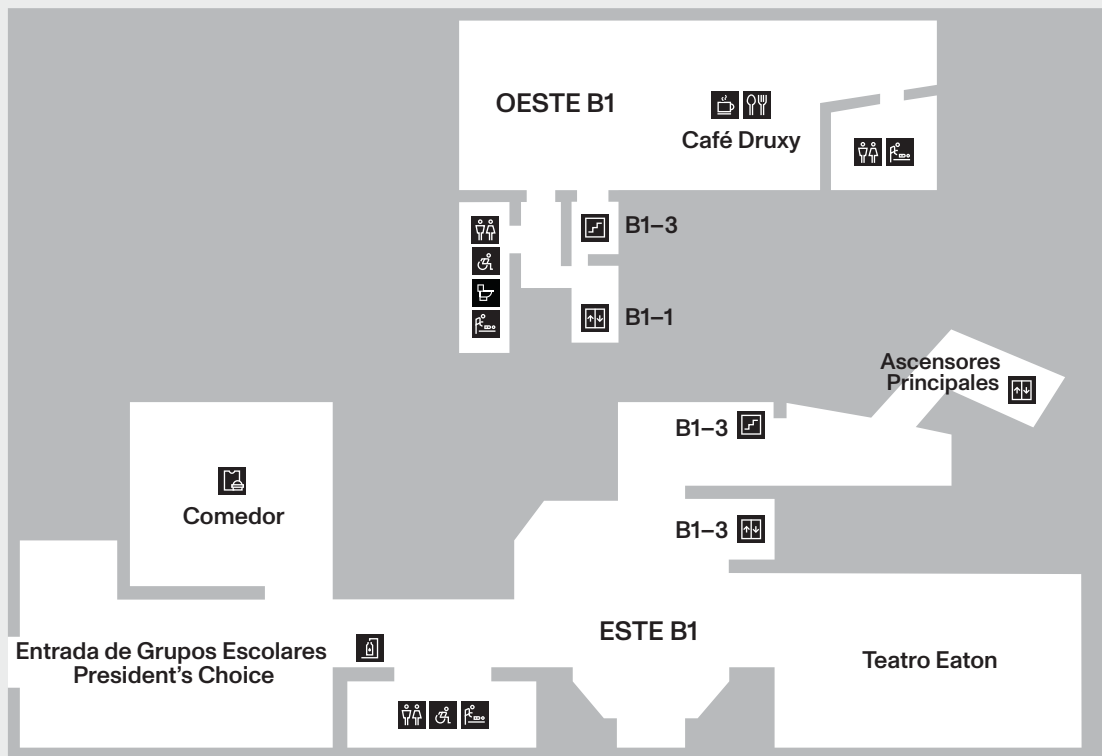 OESTE B1
Café Druxy
B1–3
B1–1
Ascensores
Principales
B1–3
Comedor
B1–3
ESTE B1
Entrada de Grupos Escolares
President’s Choice
Teatro Eaton